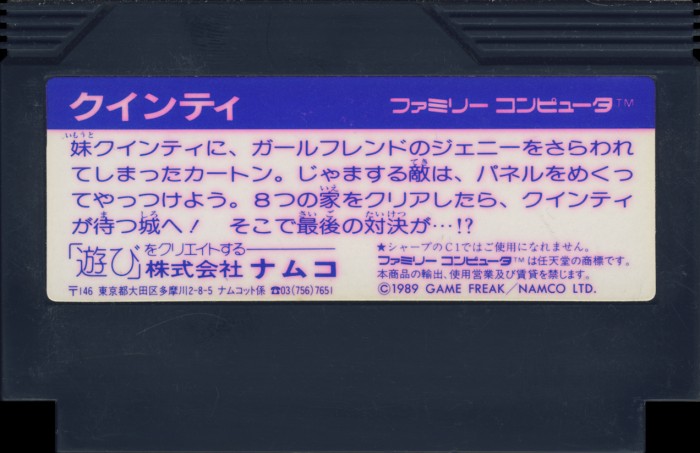 クインティ
ファミリー コンピュータ™
妹クインティに、ガールフレンドのジェニーをさらわれ
てしまったカートン。じゃまする敵は、パネルをめくっ
てやっつけよう。８つの家をクリアしたら、クインティ
が待つ城へ！ そこで最後の対決が…!?
「遊び」をクリエイトする
株式会社 ナムコ
〒146 東京都大田区多摩川2-8-5 ナムコット係 ☎03(756)7651
★シャープのC1ではご使用になれません。
ファミリー コンピュータ™は任天堂の商標です。
本商品の輸出、使用営業及び賃貸を禁じます。
©1989 GAME FREAK／NAMCO LTD.